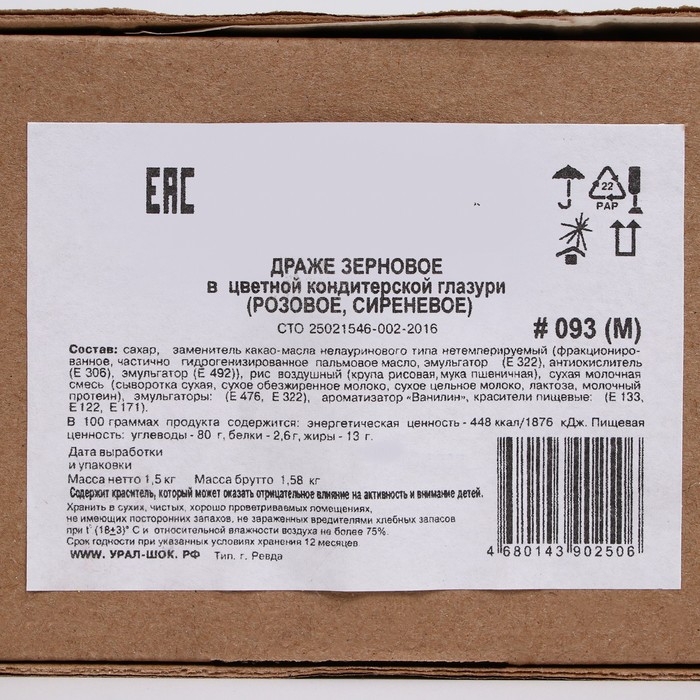 EAC
22
PAP
ДРАЖЕ ЗЕРНОВОЕ
в цветной кондитерской глазури
(РОЗОВОЕ, СИРЕНЕВОЕ)
СТО 25021546-002-2016
# 093 (М)
Состав: сахар, заменитель какао-масла нелауринового типа нетемперируемый (фракциониро-
ванное, частично гидрогенизированное пальмовое масло, эмульгатор (Е 322), антиокислитель
(Е 306), эмульгатор (Е 492)), рис воздушный (крупа рисовая, мука пшеничная), сухая молочная
смесь (сыворотка сухая, сухое обезжиренное молоко, сухое цельное молоко, лактоза, молочный
протеин), эмульгаторы: (Е 476, Е 322), ароматизатор «Ванилин», красители пищевые: (Е 133,
Е 122, Е 171).
В 100 граммах продукта содержится: энергетическая ценность - 448 ккал/1876 кДж. Пищевая
ценность: углеводы - 80 г, белки - 2,6 г, жиры - 13 г.
Дата выработки
и упаковки
Масса нетто 1,5 кг Масса брутто 1,58 кг
Содержит краситель, который может оказать отрицательное влияние на активность и внимание детей.
Хранить в сухих, чистых, хорошо проветриваемых помещениях,
не имеющих посторонних запахов, не зараженных вредителями хлебных запасов
при t° (18±3)° С и относительной влажности воздуха не более 75%.
Срок годности при указанных условиях хранения 12 месяцев
WWW. УРАЛ-ШОК. РФ Тип. г. Ревда
4 680143 902506